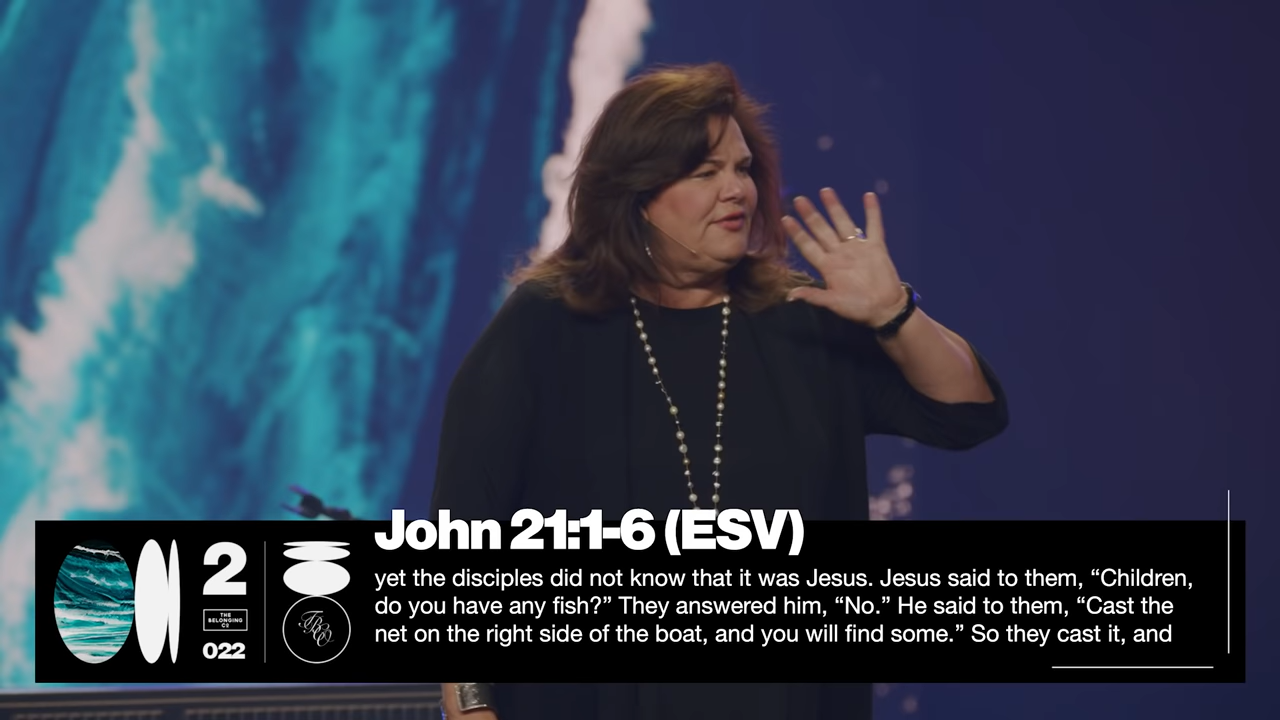 John 21:1-6 (ESV)
yet the disciples did not know that it was Jesus. Jesus said to them, “Children,
do you have any fish?” They answered him, “No.” He said to them, “Cast the
net on the right side of the boat, and you will find some.” So they cast it, and
2
THE
BELONGING
CO
022
TBCO